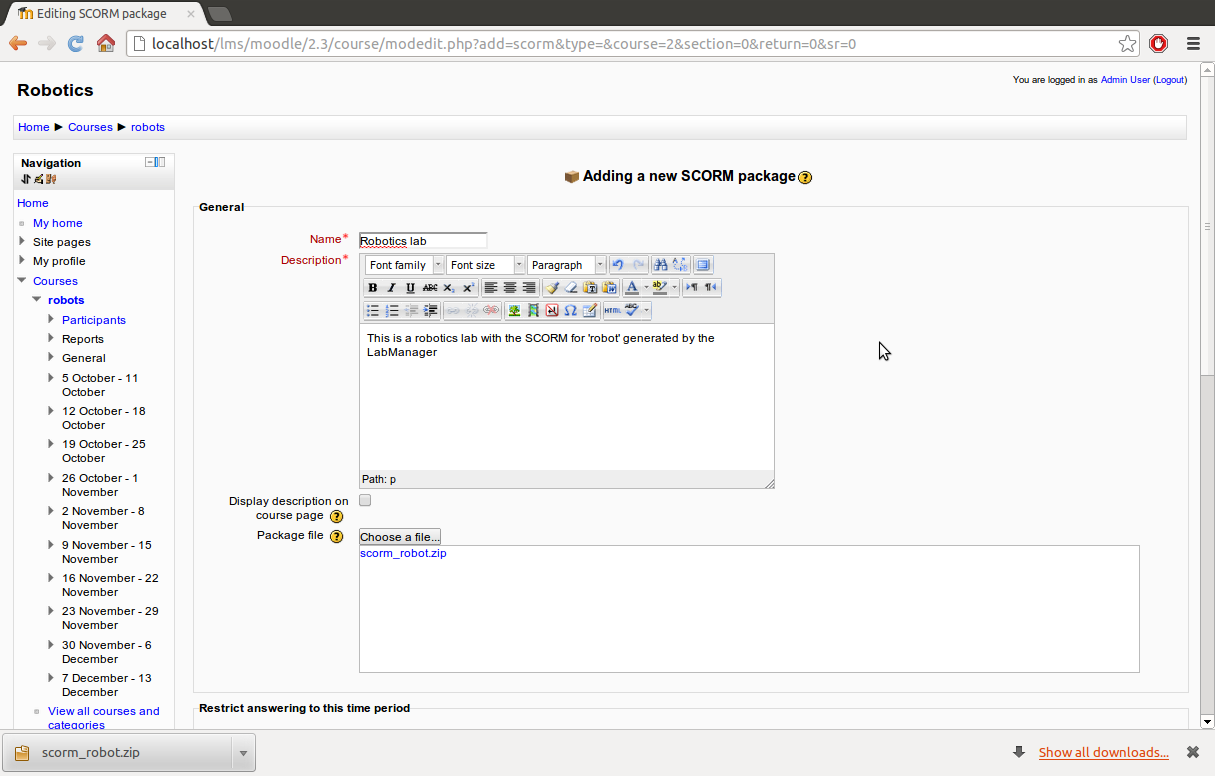 Editing SCORM package
localhost/lms/moodle/2.3/course/modedit.php?add=scorm&type=&course=2&section=0&return=0&sr=0
Robotics
You are logged in as Admin User (Logout)
Home ► Courses ► robots
Navigation
Home
My home
Site pages
My profile
Courses
robots
Participants
Reports
General
5 October - 11
October
12 October - 18
October
19 October - 25
October
26 October - 1
November
2 November - 8
November
9 November - 15
November
16 November - 22
November
23 November - 29
November
30 November - 6
December
7 December - 13
December
View all courses and
categories
Adding a new SCORM package
General
Name* Robotics lab
Description*
Font family Font size Paragraph
B I U ABC x₂ x²
A ab
Ω HTML ABC
This is a robotics lab with the SCORM for 'robot' generated by the
LabManager
Path: p
Display description on
course page
Package file Choose a file...
scorm_robot.zip
Restrict answering to this time period
scorm_robot.zip
Show all downloads...